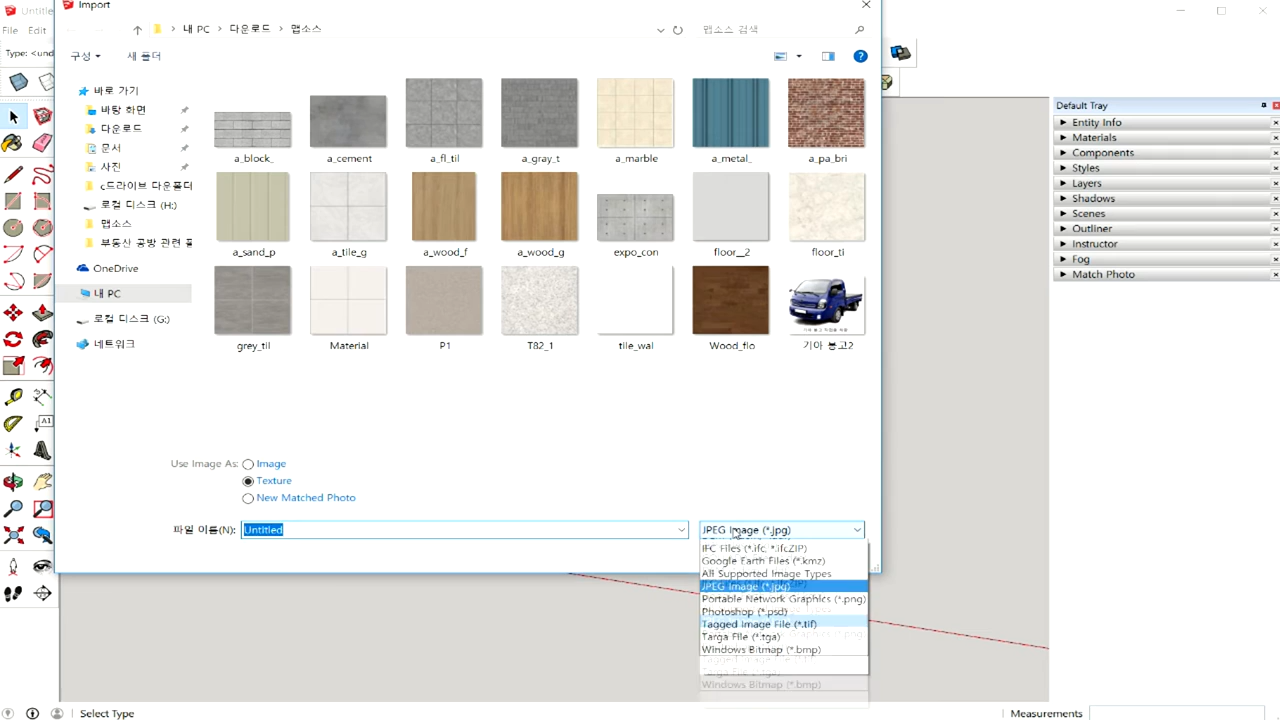 Untitle
Import
File
Edit
내 PC
다운로드
맵소스
맵소스 검색
Type: <und
구성
새 폴더
바로 가기
바탕 화면
다운로드
문서
사진
c드라이브 다운폴더
로컬 디스크 (H:)
맵소스
부동산 공방 관련 폴
OneDrive
내 PC
로컬 디스크 (G:)
네트워크
a_block_
a_cement
a_fl_til
a_gray_t
a_marble
a_metal_
a_pa_bri
a_sand_p
a_tile_g
a_wood_f
a_wood_g
expo_con
floor__2
floor_ti
grey_til
Material
P1
T82_1
tile_wal
Wood_flo
기아 봉고2
Use Image As:
Image
Texture
New Matched Photo
파일 이름(N):
Untitled
JPEG Image (*.jpg)
IFC Files (*.ifc, *.ifcZIP)
Google Earth Files (*.kmz)
All Supported Image Types
JPEG Image (*.jpg)
Portable Network Graphics (*.png)
Photoshop (*.psd)
Tagged Image File (*.tif)
Targa File (*.tga)
Windows Bitmap (*.bmp)
Windows Bitmap (*.bmp)
Default Tray
Entity Info
Materials
Components
Styles
Layers
Shadows
Scenes
Outliner
Instructor
Fog
Match Photo
A1
Select Type
Measurements